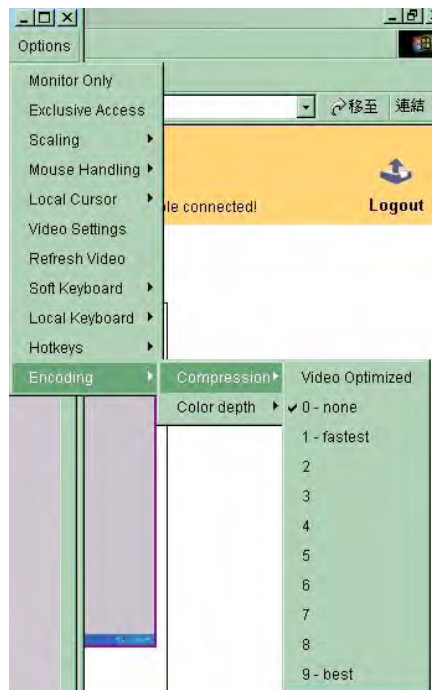 Options
Monitor Only
Exclusive Access
Scaling
Mouse Handling
Local Cursor
Video Settings
Refresh Video
Soft Keyboard
Local Keyboard
Hotkeys
Encoding
移至 連結
connected!
Logout
Compression
Color depth
Video Optimized
0 - none
1 - fastest
2
3
4
5
6
7
8
9 - best